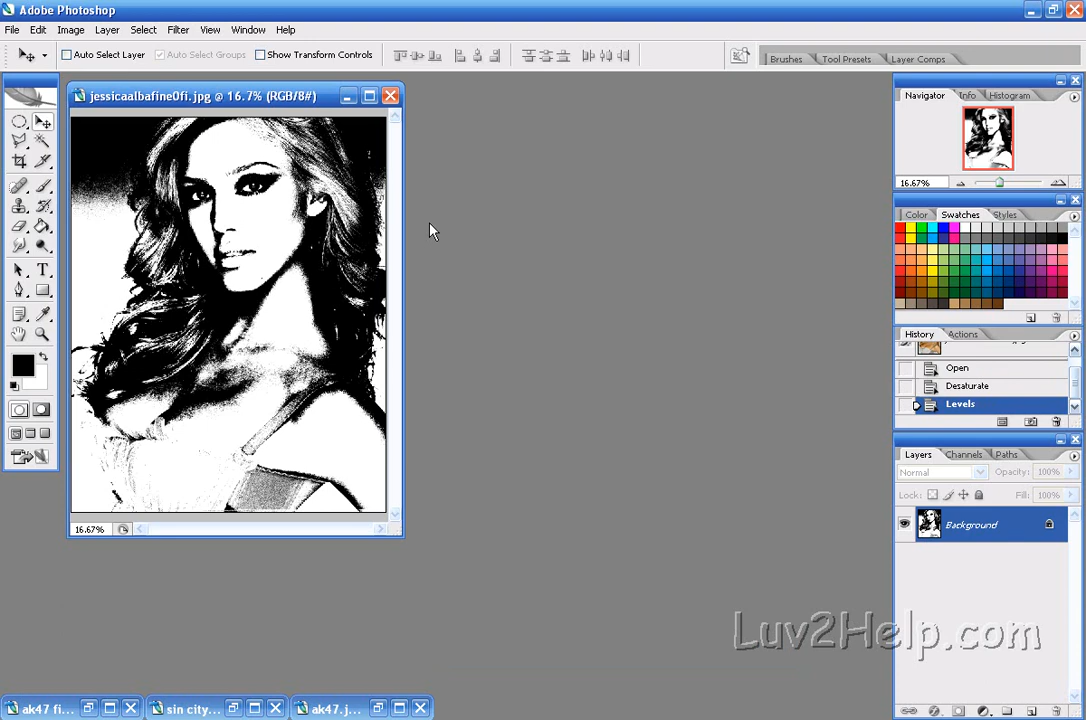 Adobe Photoshop
File Edit Image Layer Select Filter View Window Help
Auto Select Layer Auto Select Groups Show Transform Controls
Brushes Tool Presets Layer Comps
jessicaalbafine0fi.jpg @ 16.7% (RGB/8#)
Navigator Info Histogram
16.67%
Color Swatches Styles
History Actions
Open
Desaturate
Levels
Layers Channels Paths
Normal Opacity: 100%
Lock: Fill: 100%
Background
16.67%
Luv2Help.com
ak47 fi... sin city... ak47.j...